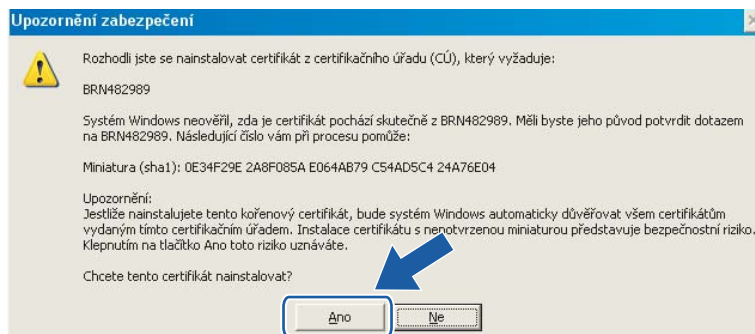 Upozornění zabezpečení
Rozhodli jste se nainstalovat certifikát z certifikačního úřadu (CÚ), který vyžaduje:
BRN482989
Systém Windows neověřil, zda je certifikát pochází skutečně z BRN482989. Měli byste jeho původ potvrdit dotazem
na BRN482989. Následující číslo vám při procesu pomůže:
Miniatura (sha1): 0E34F29E 2A8F085A E064AB79 C54AD5C4 24A76E04
Upozornění:
Jestliže nainstalujete tento kořenový certifikát, bude systém Windows automaticky důvěřovat všem certifikátům
vydaným tímto certifikačním úřadem. Instalace certifikátu s nepotvrzenou miniaturou představuje bezpečnostní riziko.
Klepnutím na tlačítko Ano toto riziko uznáváte.
Chcete tento certifikát nainstalovat?
Ano
Ne